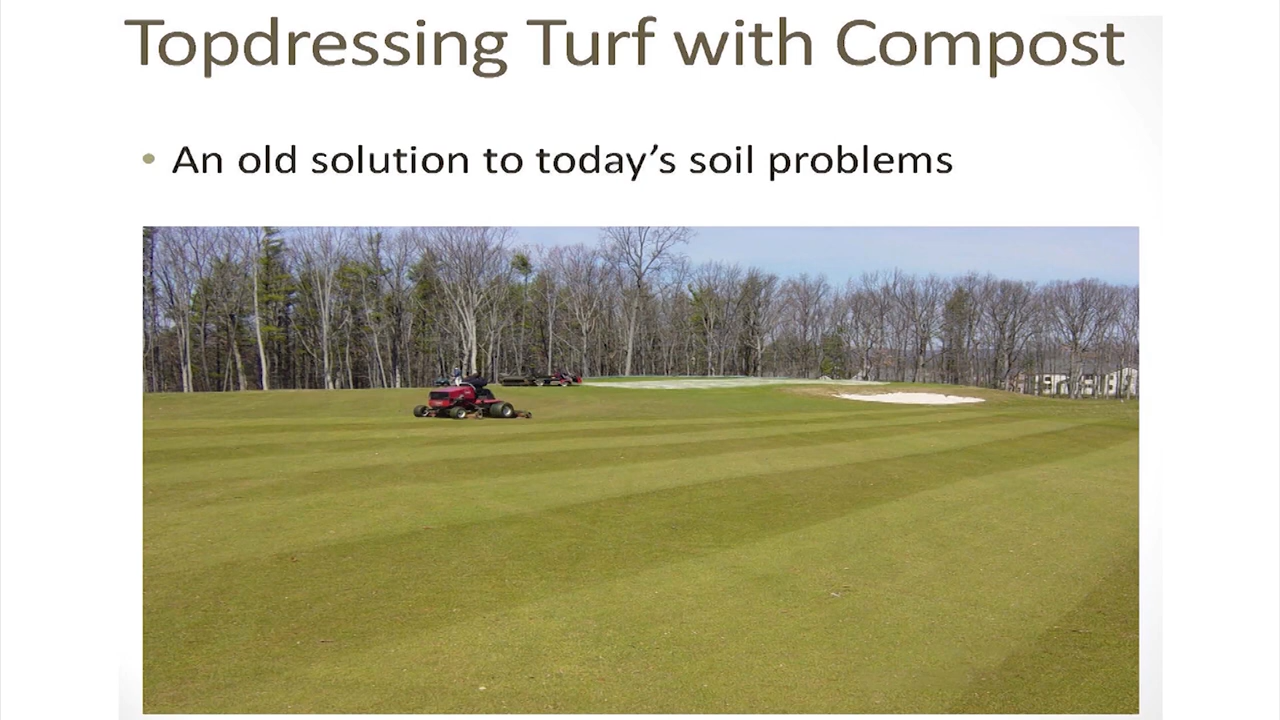 Topdressing Turf with Compost
• An old solution to today’s soil problems